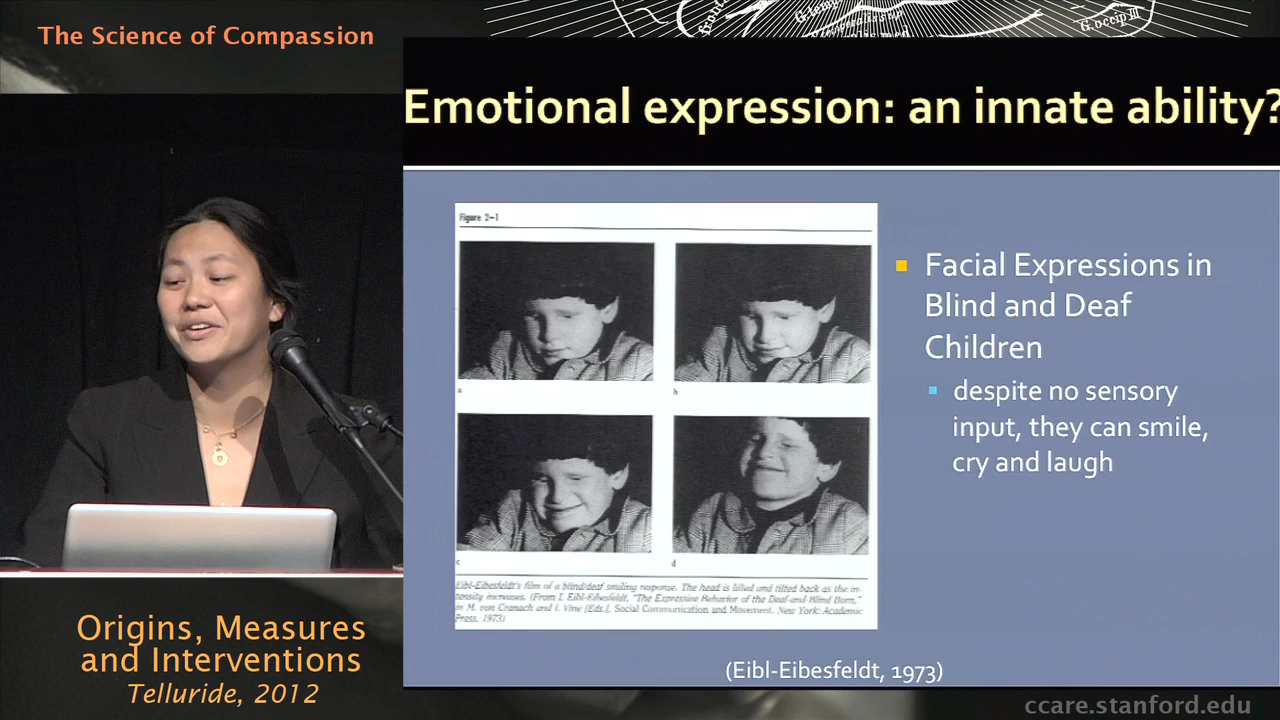 The Science of Compassion
G.occip III
Emotional expression: an innate ability?
Figure 2-1
a
b
c
d
Eibl-Eibesfeldt's film of a blind/deaf smiling response. The head is lifted and tilted back as the in-
tensity increases. (From I. Eibl-Eibesfeldt, "The Expressive Behavior of the Deaf-and Blind Born,"
in M. von Cranach and I. Vine [Eds.], Social Communication and Movement. New York: Academic
Press, 1973)
Facial Expressions in
Blind and Deaf
Children
despite no sensory
input, they can smile,
cry and laugh
(Eibl-Eibesfeldt, 1973)
Origins, Measures
and Interventions
Telluride, 2012
ccare.stanford.edu